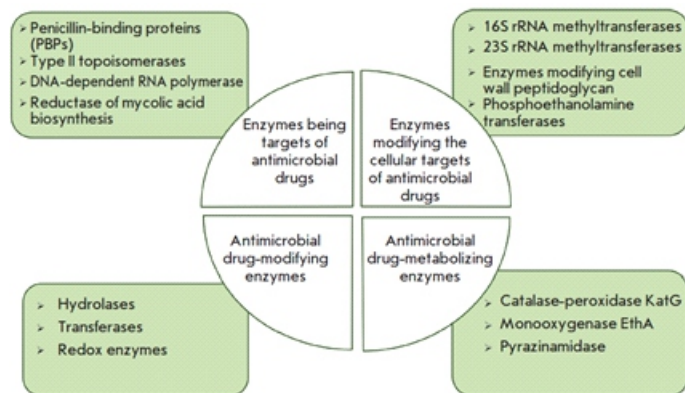 ➢ Penicillin-binding proteins
(PBPs)
➢ Type II topoisomerases
➢ DNA-dependent RNA polymerase
➢ Reductase of mycolic acid
biosynthesis
➢ 16S rRNA methyltransferases
➢ 23S rRNA methyltransferases
➢ Enzymes modifying cell
wall peptidoglycan
➢ Phosphoethanolamine
transferases
Enzymes being
targets of
antimicrobial
drugs
Enzymes
modifying the
cellular targets
of antimicrobial
drugs
Antimicrobial
drug-modifying
enzymes
Antimicrobial
drug-metabolizing
enzymes
➢ Hydrolases
➢ Transferases
➢ Redox enzymes
➢ Catalase-peroxidase KatG
➢ Monooxygenase EthA
➢ Pyrazinamidase